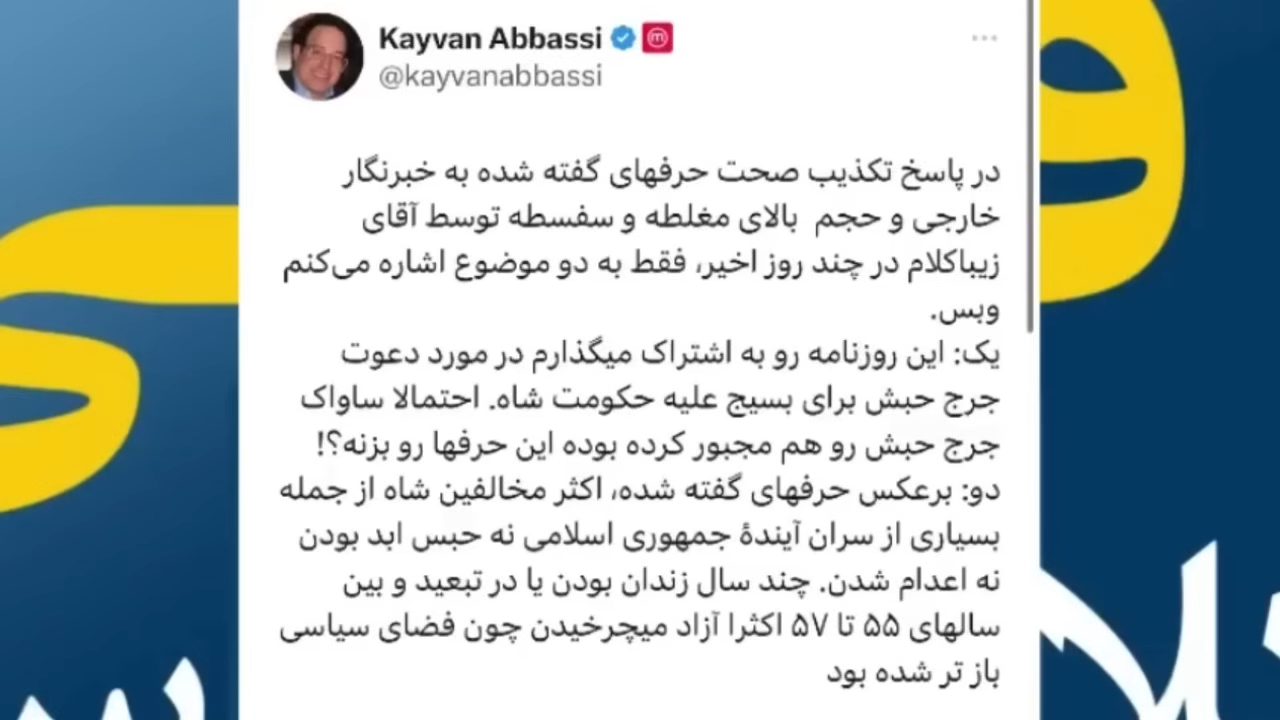 Kayvan Abbassi
@kayvanabbassi
در پاسخ تکذیب صحت حرفهای گفته شده به خبرنگار
خارجی و حجم بالای مغلطه و سفسطه توسط آقای
زیباکلام در چند روز اخیر، فقط به دو موضوع اشاره می‌کنم
وبس.
یک: این روزنامه رو به اشتراک میگذارم در مورد دعوت
جرج حبش برای بسیج علیه حکومت شاه. احتمالا ساواک
جرج حبش رو هم مجبور کرده بوده این حرفها رو بزنه؟!
دو: برعکس حرفهای گفته شده، اکثر مخالفین شاه از جمله
بسیاری از سران آیندهٔ جمهوری اسلامی نه حبس ابد بودن
نه اعدام شدن. چند سال زندان بودن یا در تبعید و بین
سالهای ۵۵ تا ۵۷ اکثرا آزاد میچرخیدن چون فضای سیاسی
باز تر شده بود